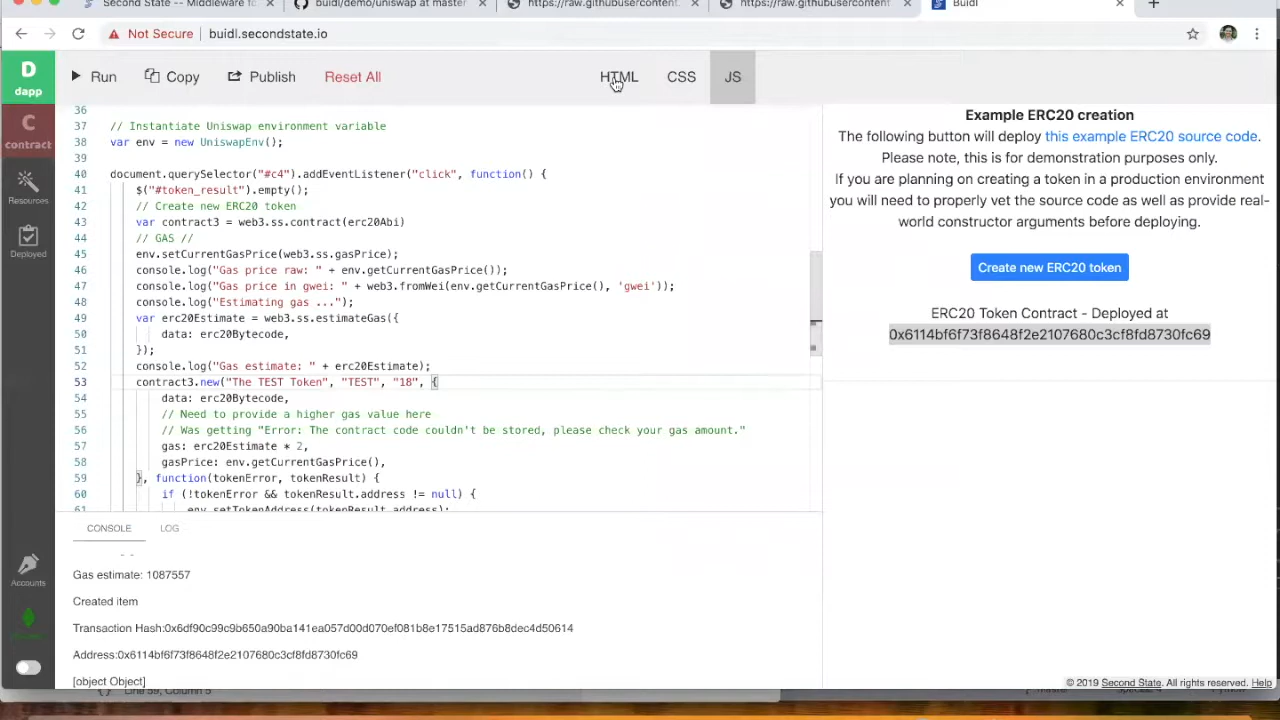 Second State -- Middleware fo
buidl/demo/uniswap at master
https://raw.githubusercontent.
https://raw.githubusercontent.
Buidl
Not Secure
buidl.secondstate.io
D
dapp
C
contract
Resources
Deployed
Accounts
Run
Copy
Publish
Reset All
HTML
CSS
JS
36
37 // Instantiate Uniswap environment variable
38 var env = new UniswapEnv();
39
40 document.querySelector("#c4").addEventListener("click", function() {
41 $("#token_result").empty();
42 // Create new ERC20 token
43 var contract3 = web3.ss.contract(erc20Abi)
44 // GAS //
45 env.setCurrentGasPrice(web3.ss.gasPrice);
46 console.log("Gas price raw: " + env.getCurrentGasPrice());
47 console.log("Gas price in gwei: " + web3.fromWei(env.getCurrentGasPrice(), 'gwei'));
48 console.log("Estimating gas ...");
49 var erc20Estimate = web3.ss.estimateGas({
50 data: erc20Bytecode,
51 });
52 console.log("Gas estimate: " + erc20Estimate);
53 contract3.new("The TEST Token", "TEST", "18", {
54 data: erc20Bytecode,
55 // Need to provide a higher gas value here
56 // Was getting "Error: The contract code couldn't be stored, please check your gas amount."
57 gas: erc20Estimate * 2,
58 gasPrice: env.getCurrentGasPrice(),
59 }, function(tokenError, tokenResult) {
60 if (!tokenError && tokenResult.address != null) {
61 env.setTokenAddress(tokenResult.address);
CONSOLE
LOG
Gas estimate: 1087557
Created item
Transaction Hash:0x6df90c99c9b650a90ba141ea057d00d070ef081b8e17515ad876b8dec4d50614
Address:0x6114bf6f73f8648f2e2107680c3cf8fd8730fc69
[object Object]
Line 59, Column 5
Example ERC20 creation
The following button will deploy this example ERC20 source code.
Please note, this is for demonstration purposes only.
If you are planning on creating a token in a production environment
you will need to properly vet the source code as well as provide real-
world constructor arguments before deploying.
Create new ERC20 token
ERC20 Token Contract - Deployed at
0x6114bf6f73f8648f2e2107680c3cf8fd8730fc69
© 2019 Second State. All rights reserved. Help